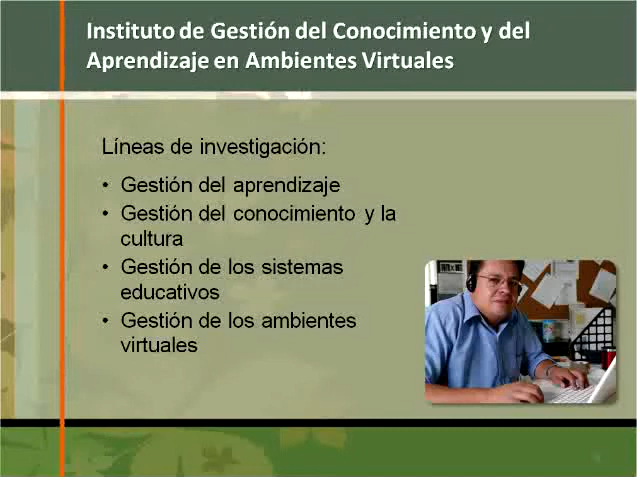 Instituto de Gestión del Conocimiento y del
Aprendizaje en Ambientes Virtuales
Líneas de investigación:
• Gestión del aprendizaje
• Gestión del conocimiento y la
cultura
• Gestión de los sistemas
educativos
• Gestión de los ambientes
virtuales